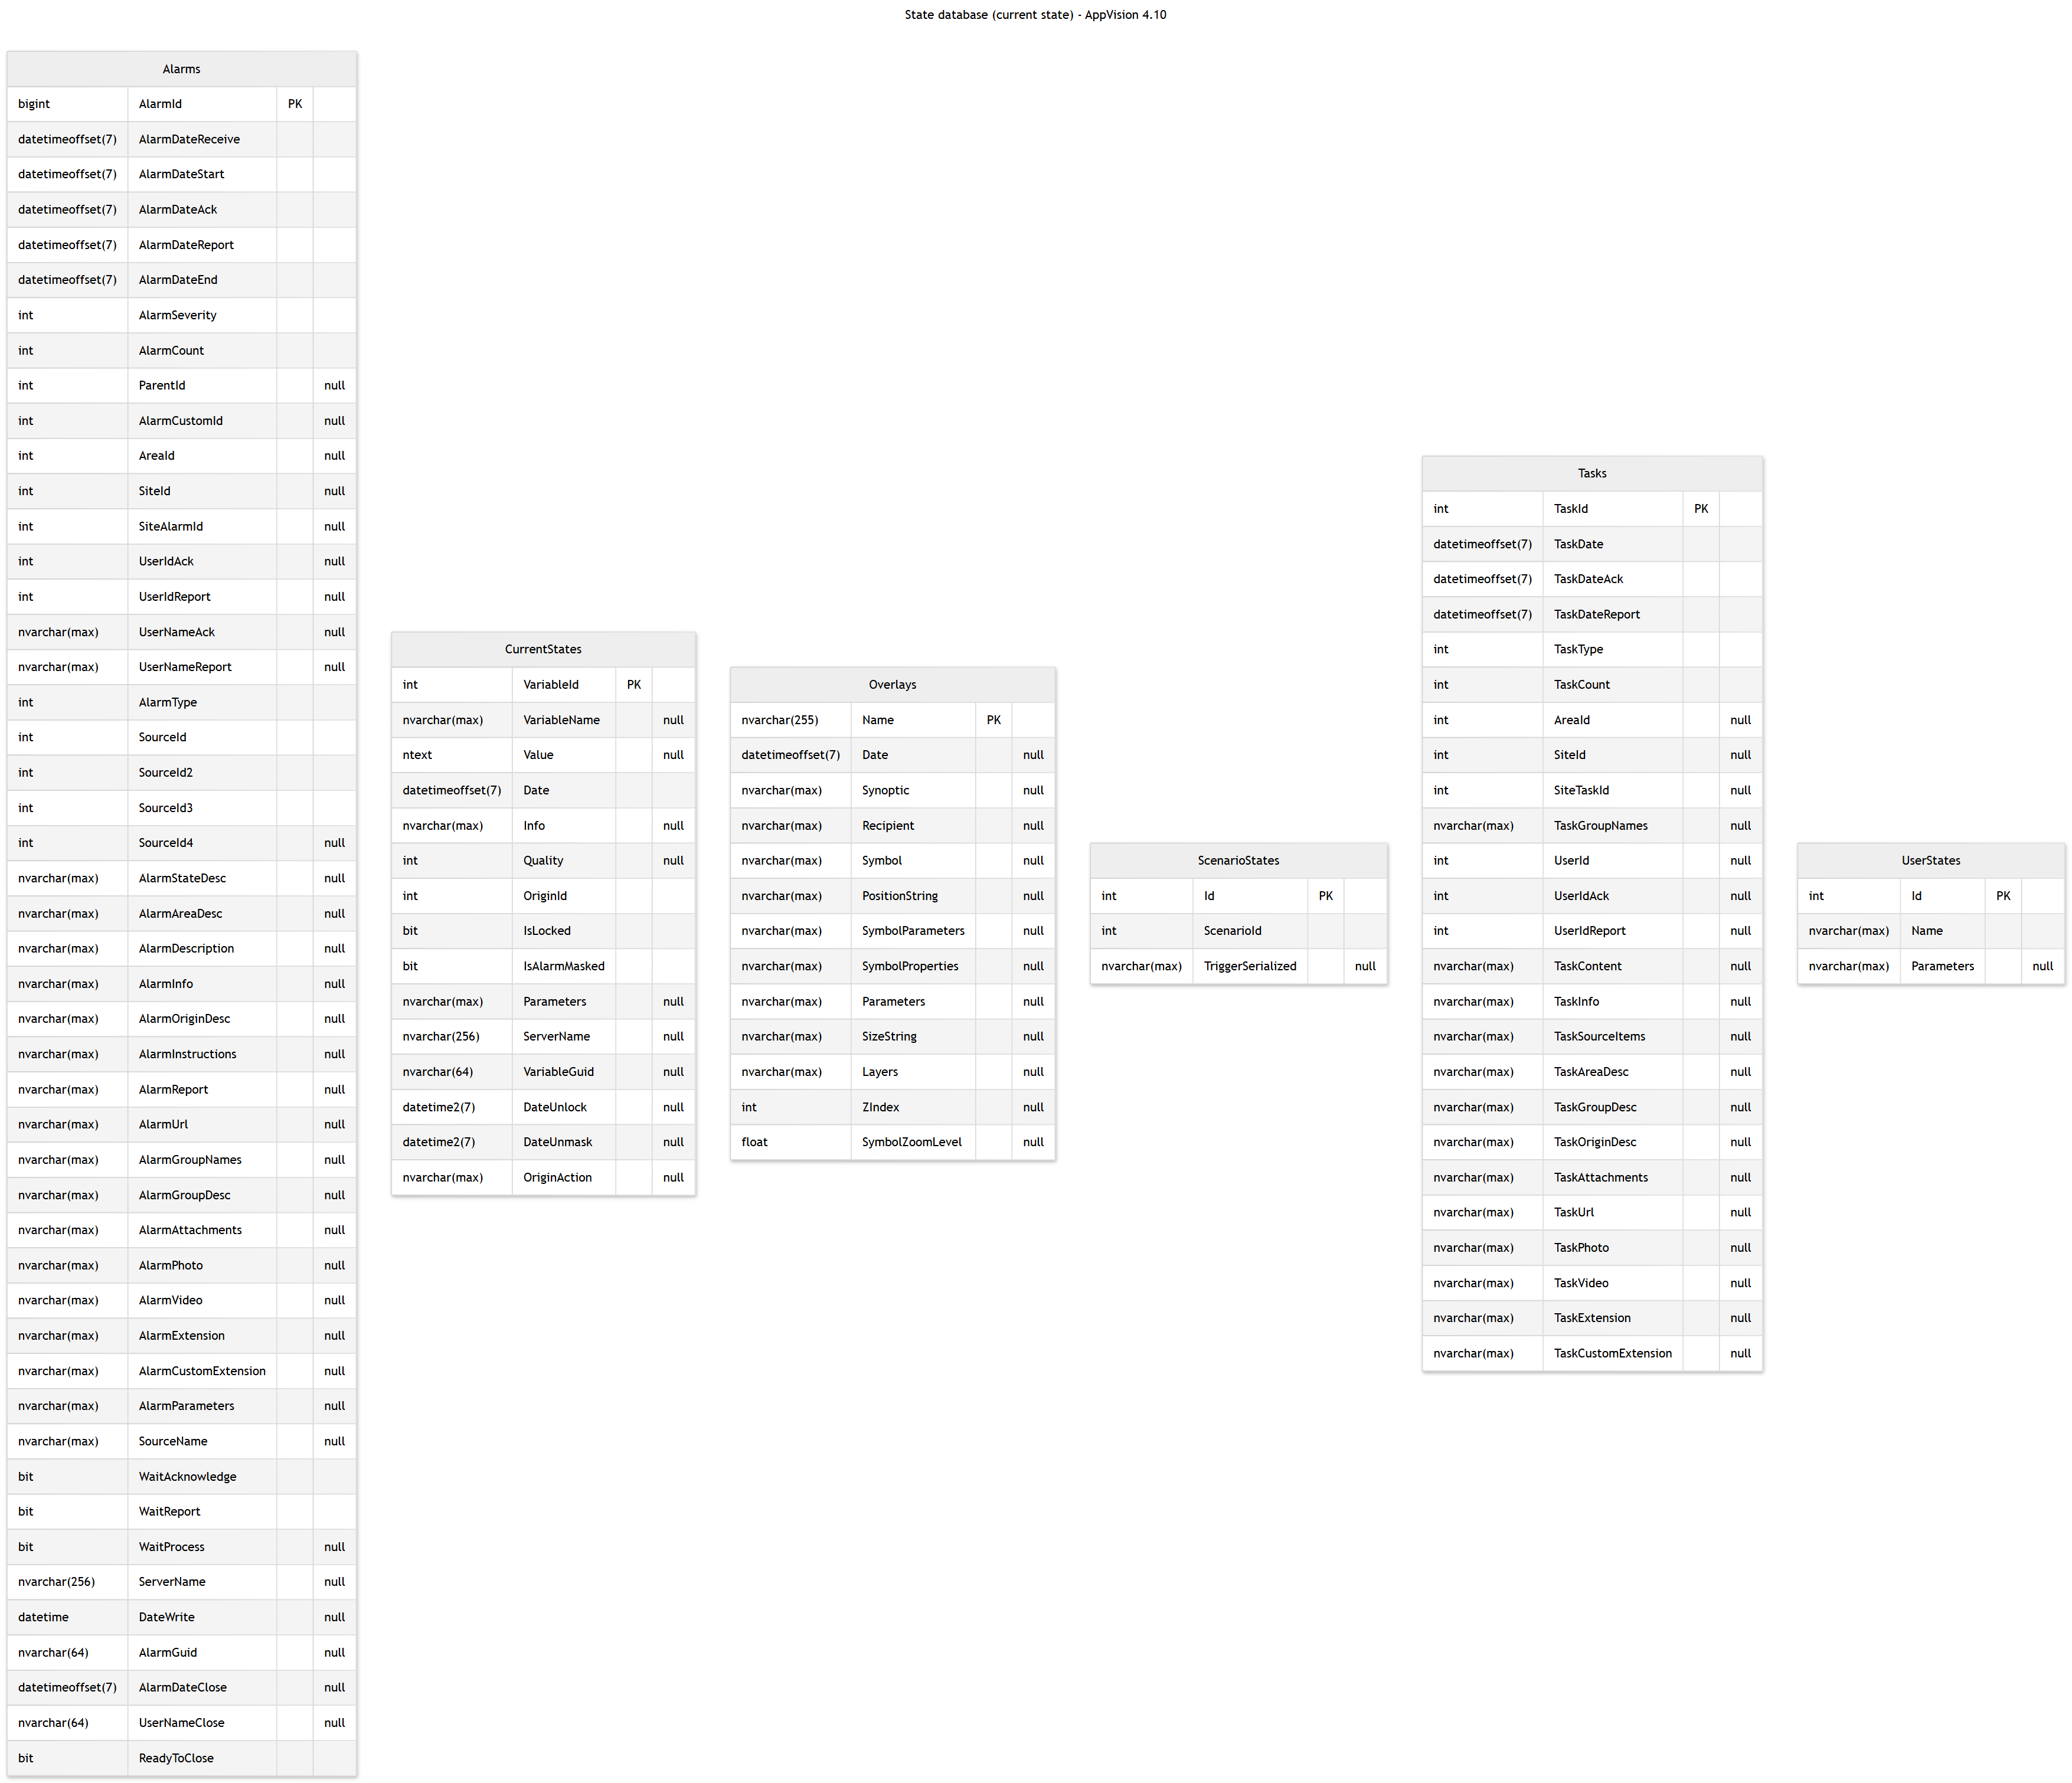 State database (current state) - AppVision 4.10
Alarms
bigint AlarmId PK
datetimeoffset(7) AlarmDateReceive
datetimeoffset(7) AlarmDateStart
datetimeoffset(7) AlarmDateAck
datetimeoffset(7) AlarmDateReport
datetimeoffset(7) AlarmDateEnd
int AlarmSeverity
int AlarmCount
int ParentId null
int AlarmCustomId null
int AreaId null
int SiteId null
int SiteAlarmId null
int UserIdAck null
int UserIdReport null
nvarchar(max) UserNameAck null
nvarchar(max) UserNameReport null
int AlarmType
int SourceId
int SourceId2
int SourceId3
int SourceId4 null
nvarchar(max) AlarmStateDesc null
nvarchar(max) AlarmAreaDesc null
nvarchar(max) AlarmDescription null
nvarchar(max) AlarmInfo null
nvarchar(max) AlarmOriginDesc null
nvarchar(max) AlarmInstructions null
nvarchar(max) AlarmReport null
nvarchar(max) AlarmUrl null
nvarchar(max) AlarmGroupNames null
nvarchar(max) AlarmGroupDesc null
nvarchar(max) AlarmAttachments null
nvarchar(max) AlarmPhoto null
nvarchar(max) AlarmVideo null
nvarchar(max) AlarmExtension null
nvarchar(max) AlarmCustomExtension null
nvarchar(max) AlarmParameters null
nvarchar(max) SourceName null
bit WaitAcknowledge
bit WaitReport
bit WaitProcess null
nvarchar(256) ServerName null
datetime DateWrite null
nvarchar(64) AlarmGuid null
datetimeoffset(7) AlarmDateClose null
nvarchar(64) UserNameClose null
bit ReadyToClose
CurrentStates
int VariableId PK
nvarchar(max) VariableName null
ntext Value null
datetimeoffset(7) Date
nvarchar(max) Info null
int Quality null
int OriginId
bit IsLocked
bit IsAlarmMasked
nvarchar(max) Parameters null
nvarchar(256) ServerName null
nvarchar(64) VariableGuid null
datetime2(7) DateUnlock null
datetime2(7) DateUnmask null
nvarchar(max) OriginAction null
Overlays
nvarchar(255) Name PK
datetimeoffset(7) Date null
nvarchar(max) Synoptic null
nvarchar(max) Recipient null
nvarchar(max) Symbol null
nvarchar(max) PositionString null
nvarchar(max) SymbolParameters null
nvarchar(max) SymbolProperties null
nvarchar(max) Parameters null
nvarchar(max) SizeString null
nvarchar(max) Layers null
int ZIndex null
float SymbolZoomLevel null
ScenarioStates
int Id PK
int ScenarioId
nvarchar(max) TriggerSerialized null
Tasks
int TaskId PK
datetimeoffset(7) TaskDate
datetimeoffset(7) TaskDateAck
datetimeoffset(7) TaskDateReport
int TaskType
int TaskCount
int AreaId null
int SiteId null
int SiteTaskId null
nvarchar(max) TaskGroupNames null
int UserId null
int UserIdAck null
int UserIdReport null
nvarchar(max) TaskContent null
nvarchar(max) TaskInfo null
nvarchar(max) TaskSourceItems null
nvarchar(max) TaskAreaDesc null
nvarchar(max) TaskGroupDesc null
nvarchar(max) TaskOriginDesc null
nvarchar(max) TaskAttachments null
nvarchar(max) TaskUrl null
nvarchar(max) TaskPhoto null
nvarchar(max) TaskVideo null
nvarchar(max) TaskExtension null
nvarchar(max) TaskCustomExtension null
UserStates
int Id PK
nvarchar(max) Name
nvarchar(max) Parameters null